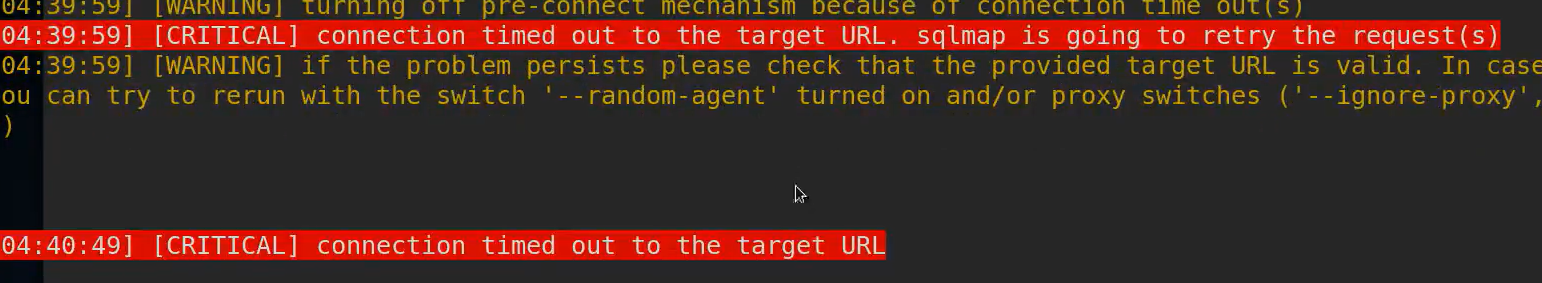 04:39:59] [WARNING] turning off pre-connect mechanism because of connection time out(s)
04:39:59] [CRITICAL] connection timed out to the target URL. sqlmap is going to retry the request(s)
04:39:59] [WARNING] if the problem persists please check that the provided target URL is valid. In case
ou can try to rerun with the switch '--random-agent' turned on and/or proxy switches ('--ignore-proxy',
)
04:40:49] [CRITICAL] connection timed out to the target URL